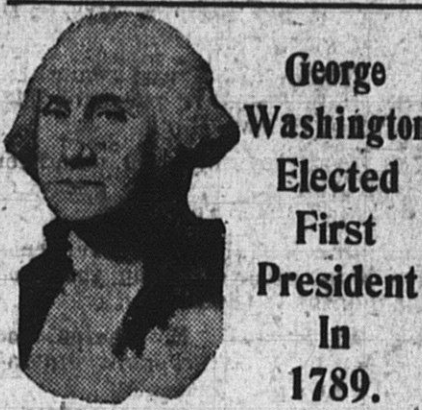 George
Washington
Elected
First
President
In
1789.